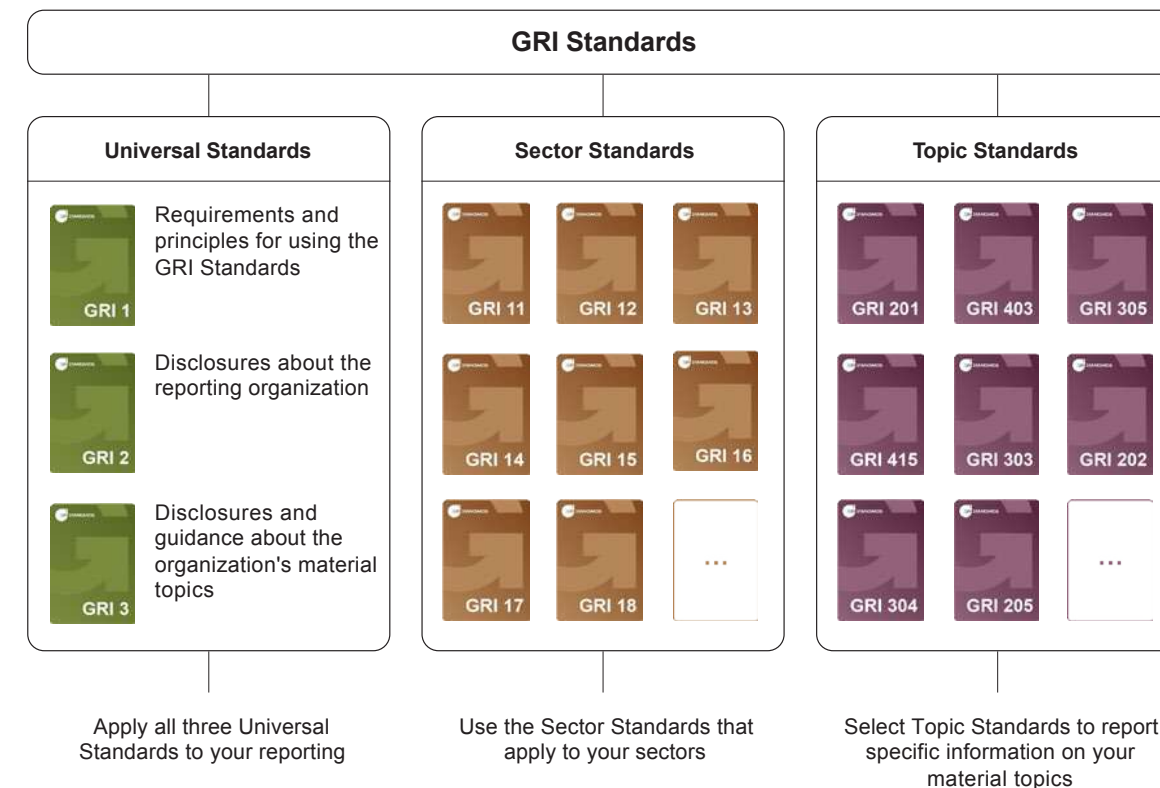 GRI Standards
Universal Standards
Requirements and
principles for using the
GRI Standards
GRI 1
Disclosures about the
reporting organization
GRI 2
Disclosures and
guidance about the
organization's material
topics
GRI 3
Apply all three Universal
Standards to your reporting
Sector Standards
GRI 11
GRI 12
GRI 13
GRI 14
GRI 15
GRI 16
GRI 17
GRI 18
...
Use the Sector Standards that
apply to your sectors
Topic Standards
GRI 201
GRI 403
GRI 305
GRI 415
GRI 303
GRI 202
GRI 304
GRI 205
...
Select Topic Standards to report
specific information on your
material topics